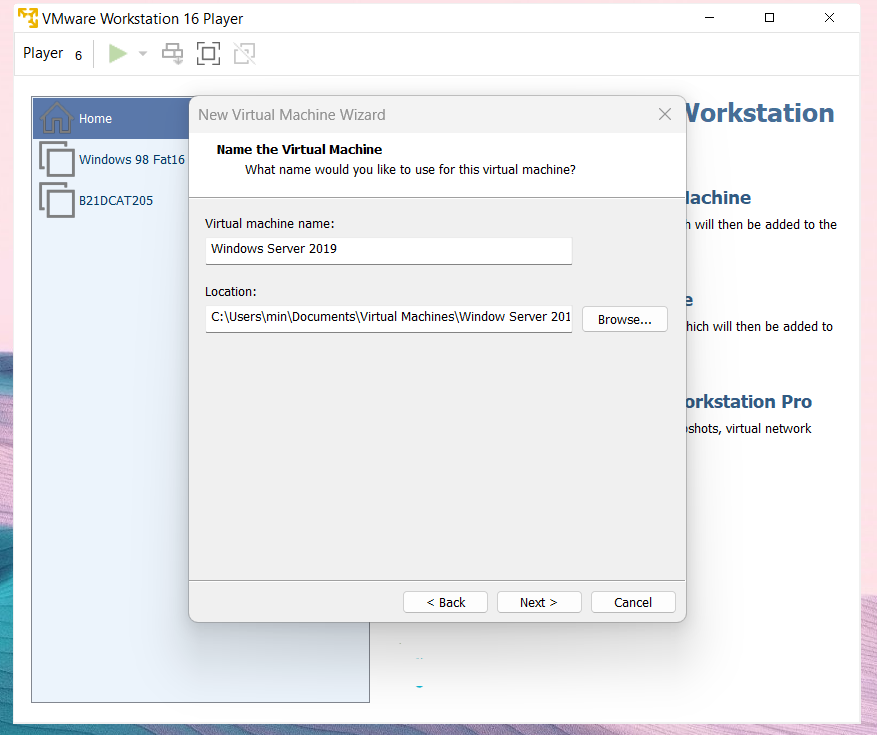 VMware Workstation 16 Player
Player 6
Home
Windows 98 Fat16
B21DCAT205
New Virtual Machine Wizard
Name the Virtual Machine
What name would you like to use for this virtual machine?
Virtual machine name:
Windows Server 2019
Location:
C:\Users\min\Documents\Virtual Machines\Window Server 201
Browse...
< Back
Next >
Cancel
Workstation
achine
will then be added to the
e
hich will then be added to
orkstation Pro
shots, virtual network